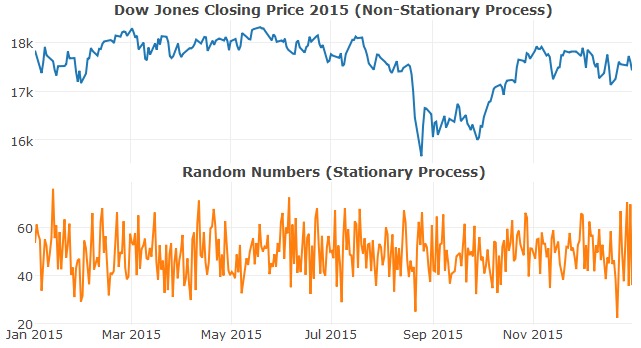 Dow Jones Closing Price 2015 (Non-Stationary Process)
18k
17k
16k
Random Numbers (Stationary Process)
60
40
20
Jan 2015 Mar 2015 May 2015 Jul 2015 Sep 2015 Nov 2015